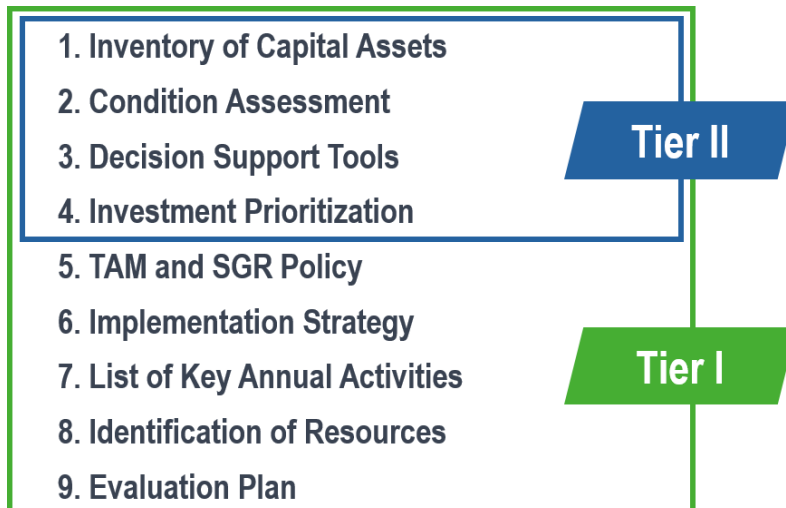 1. Inventory of Capital Assets
2. Condition Assessment
3. Decision Support Tools
4. Investment Prioritization
Tier II
5. TAM and SGR Policy
6. Implementation Strategy
7. List of Key Annual Activities
8. Identification of Resources
9. Evaluation Plan
Tier I